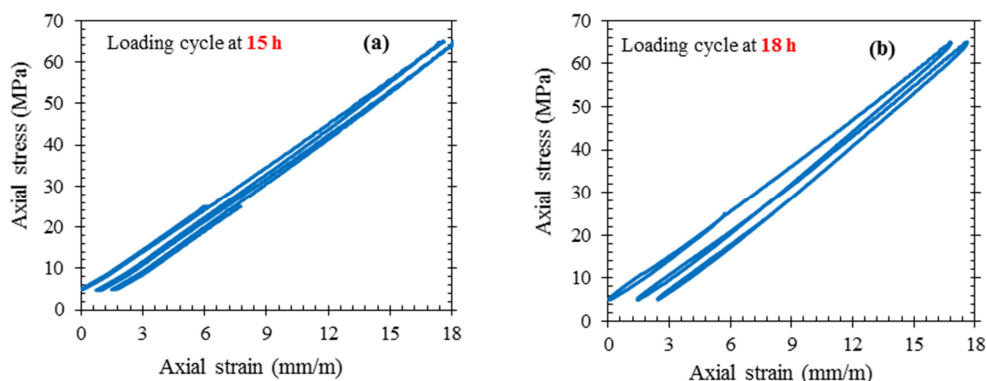 Loading cycle at 15 h
(a)
Axial stress (MPa)
70
60
50
40
30
20
10
0
0 3 6 9 12 15 18
Axial strain (mm/m)
Loading cycle at 18 h
(b)
Axial stress (MPa)
70
60
50
40
30
20
10
0
0 3 6 9 12 15 18
Axial strain (mm/m)